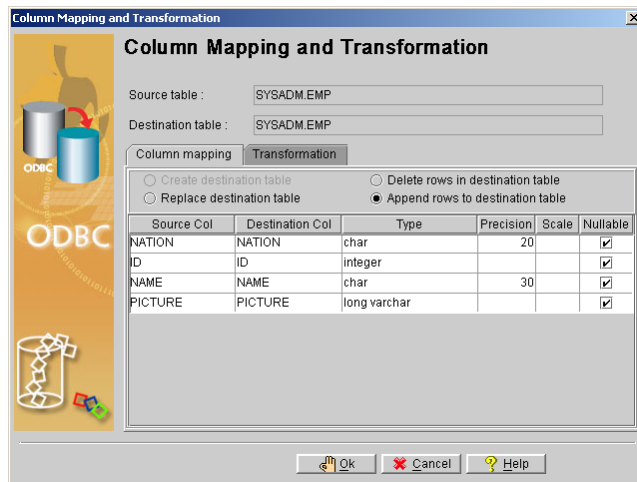 Column Mapping and Transformation
Column Mapping and Transformation
Source table : SYSADM.EMP
Destination table : SYSADM.EMP
Column mapping Transformation
Create destination table Delete rows in destination table
Replace destination table Append rows to destination table
Source Col Destination Col Type Precision Scale Nullable
NATION NATION char 20
ID ID integer
NAME NAME char 30
PICTURE PICTURE long varchar
ODBC
ODBC
Ok Cancel Help